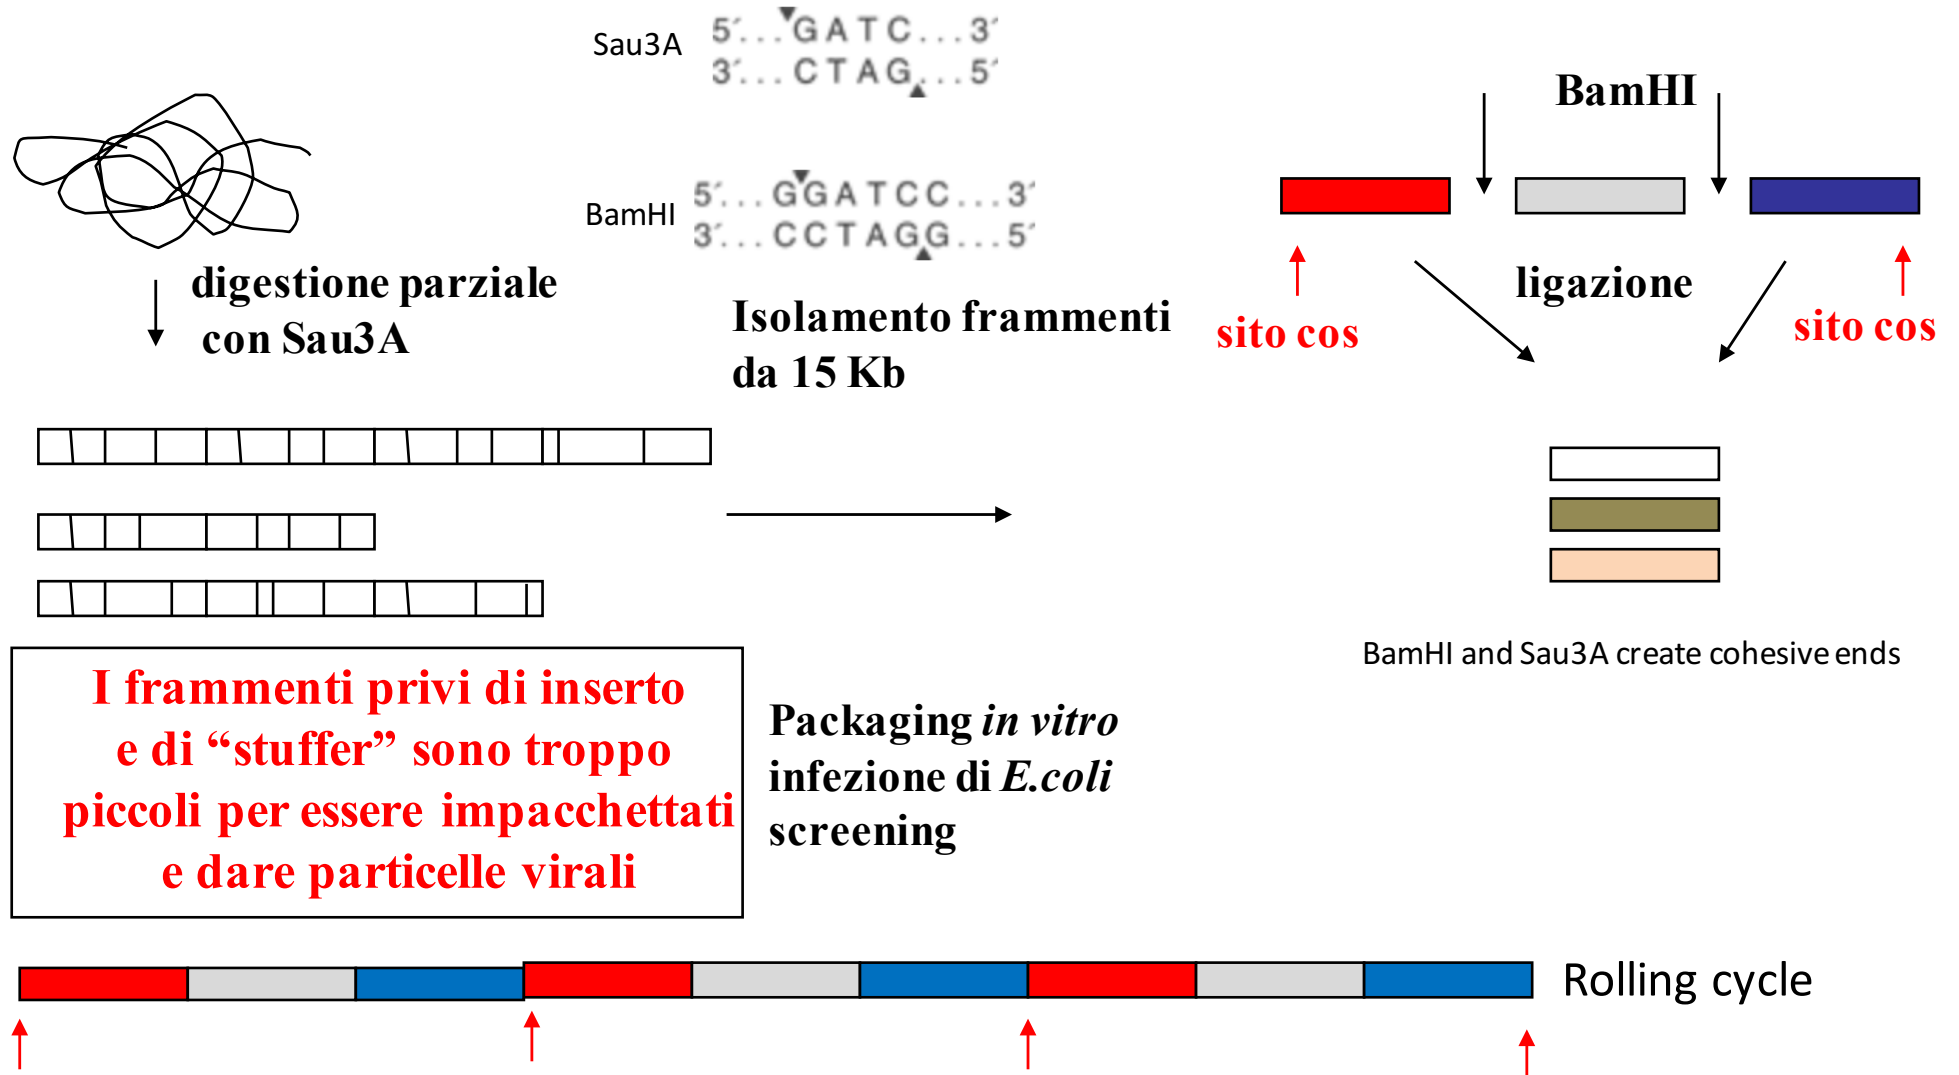 Sau3A
5′...GATC...3′
3′...CTAG...5′
BamHI
5′...GGATCC...3′
3′...CCTAGG...5′
BamHI
digestione parziale
con Sau3A
Isolamento frammenti
da 15 Kb
ligazione
sito cos
sito cos
BamHI and Sau3A create cohesive ends
I frammenti privi di inserto
e di “stuffer” sono troppo
piccoli per essere impacchettati
e dare particelle virali
Packaging in vitro
infezione di E.coli
screening
Rolling cycle